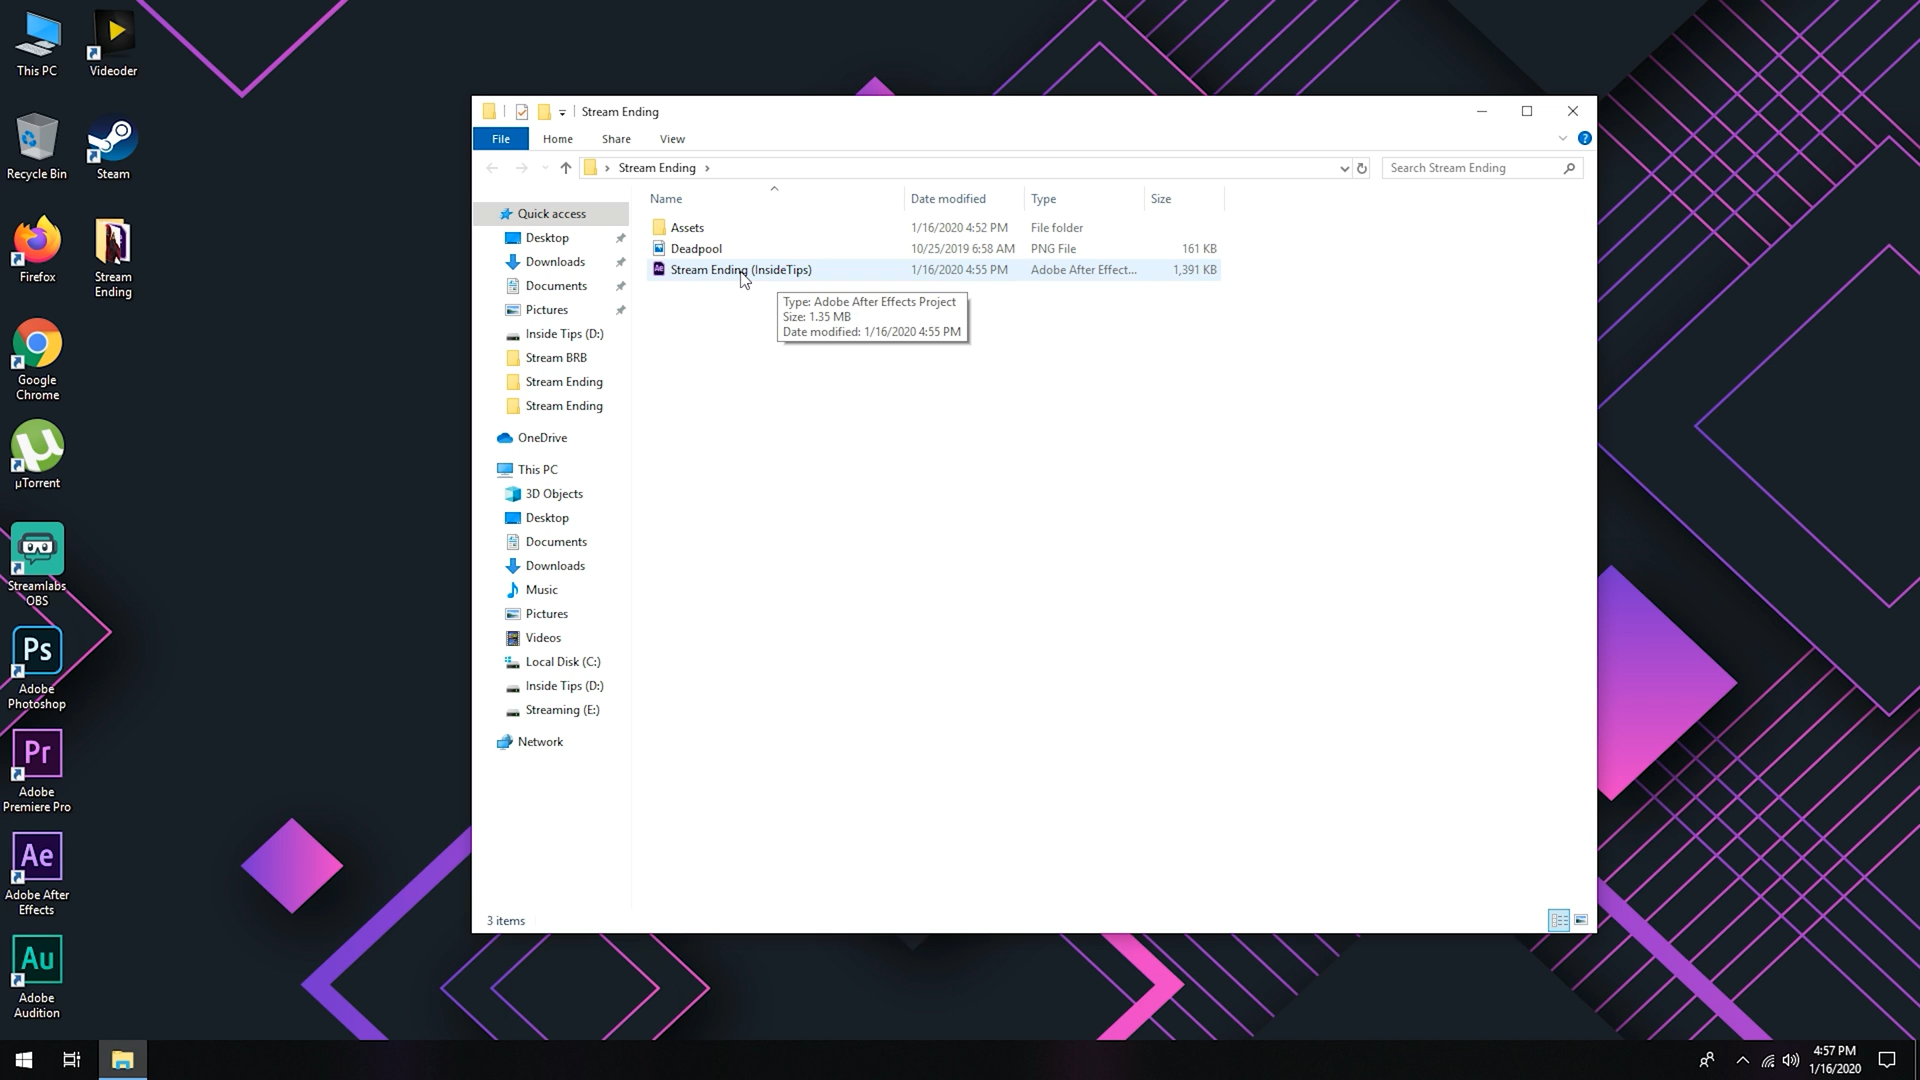 This PC
Videoder
Recycle Bin
Steam
Firefox
Stream
Ending
Google
Chrome
µTorrent
Streamlabs
OBS
Ps
Adobe
Photoshop
Pr
Adobe
Premiere Pro
Ae
Adobe After
Effects
Au
Adobe
Audition
Stream Ending
File Home Share View
Stream Ending
Search Stream Ending
Name Date modified Type Size
Assets 1/16/2020 4:52 PM File folder
Deadpool 10/25/2019 6:58 AM PNG File 161 KB
Ae Stream Ending (InsideTips) 1/16/2020 4:55 PM Adobe After Effect... 1,391 KB
Type: Adobe After Effects Project
Size: 1.35 MB
Date modified: 1/16/2020 4:55 PM
Quick access
Desktop
Downloads
Documents
Pictures
Inside Tips (D:)
Stream BRB
Stream Ending
Stream Ending
OneDrive
This PC
3D Objects
Desktop
Documents
Downloads
Music
Pictures
Videos
Local Disk (C:)
Inside Tips (D:)
Streaming (E:)
Network
3 items
4:57 PM
1/16/2020